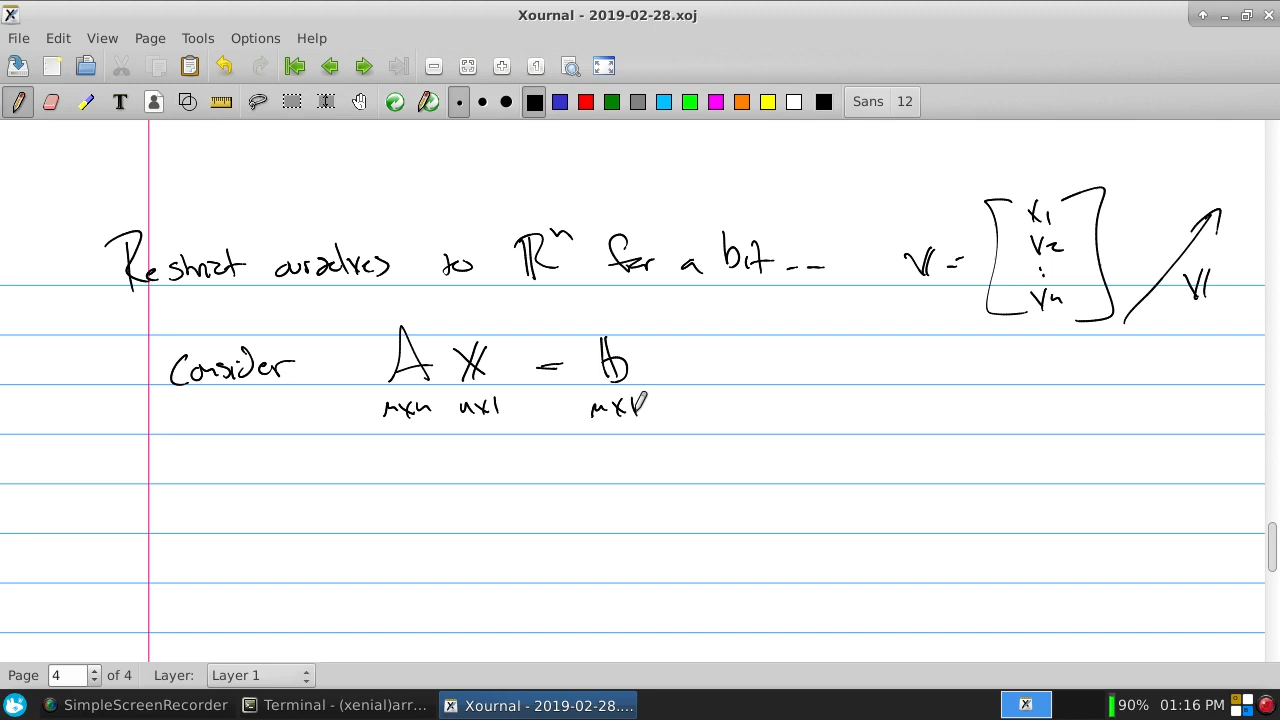 Xournal - 2019-02-28.xoj
File Edit View Page Tools Options Help
Sans 12
Restrict ourselves to ℝⁿ for a bit -- 𝕍 = [x₁ v₂ ⋮ vₙ] 𝕍
Consider 𝔸 𝕏 = 𝕓
m×n n×1 m×1
Page 4 of 4 Layer: Layer 1
SimpleScreenRecorder Terminal - (xenial)arr... Xournal - 2019-02-28.... 90% 01:16 PM